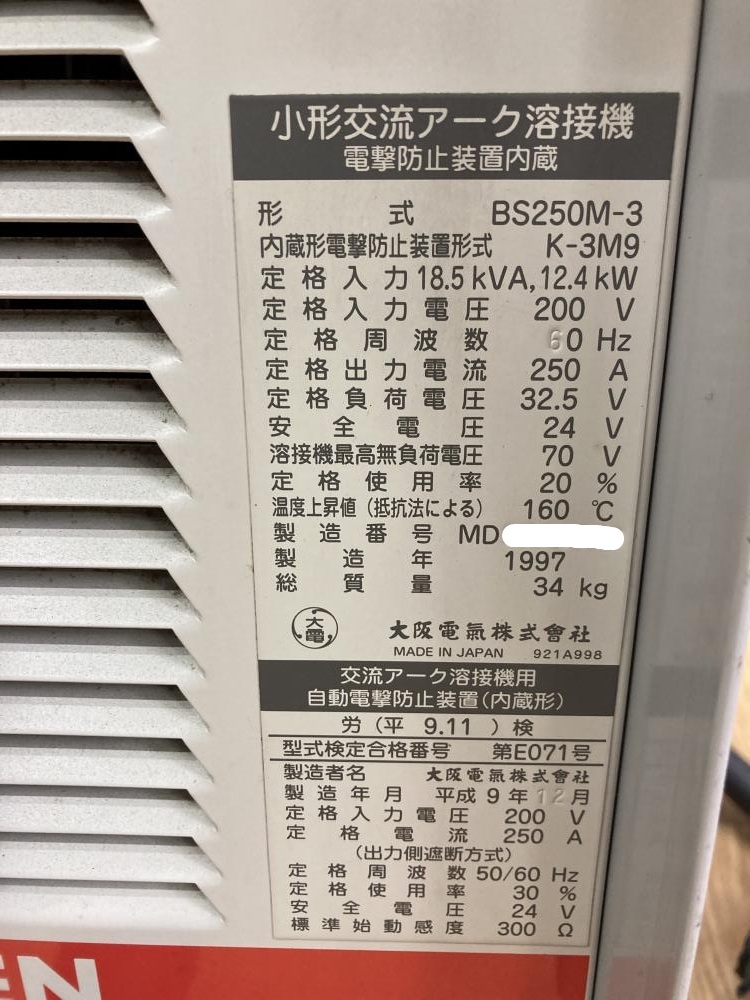 小形交流アーク溶接機
電撃防止装置内蔵
形式 BS250M-3
内蔵形電撃防止装置形式 K-3M9
定格入力 18.5 kVA, 12.4 kW
定格入力電圧 200 V
定格周波数 60 Hz
定格出力電流 250 A
定格負荷電圧 32.5 V
安全電圧 24 V
溶接機最高無負荷電圧 70 V
定格使用率 20 %
温度上昇値(抵抗法による) 160 ℃
製造番号 MD
製造年 1997
総質量 34 kg
大電
大阪電氣株式會社
MADE IN JAPAN 921A998
交流アーク溶接機用
自動電撃防止装置(内蔵形)
労(平 9.11 )検
型式検定合格番号 第E071号
製造者名 大阪電氣株式會社
製造年月 平成 9 年 12 月
定格入力電圧 200 V
定格電流 250 A
(出力側遮断方式)
定格周波数 50/60 Hz
定格使用率 30 %
安全電圧 24 V
標準始動感度 300 Ω
EN